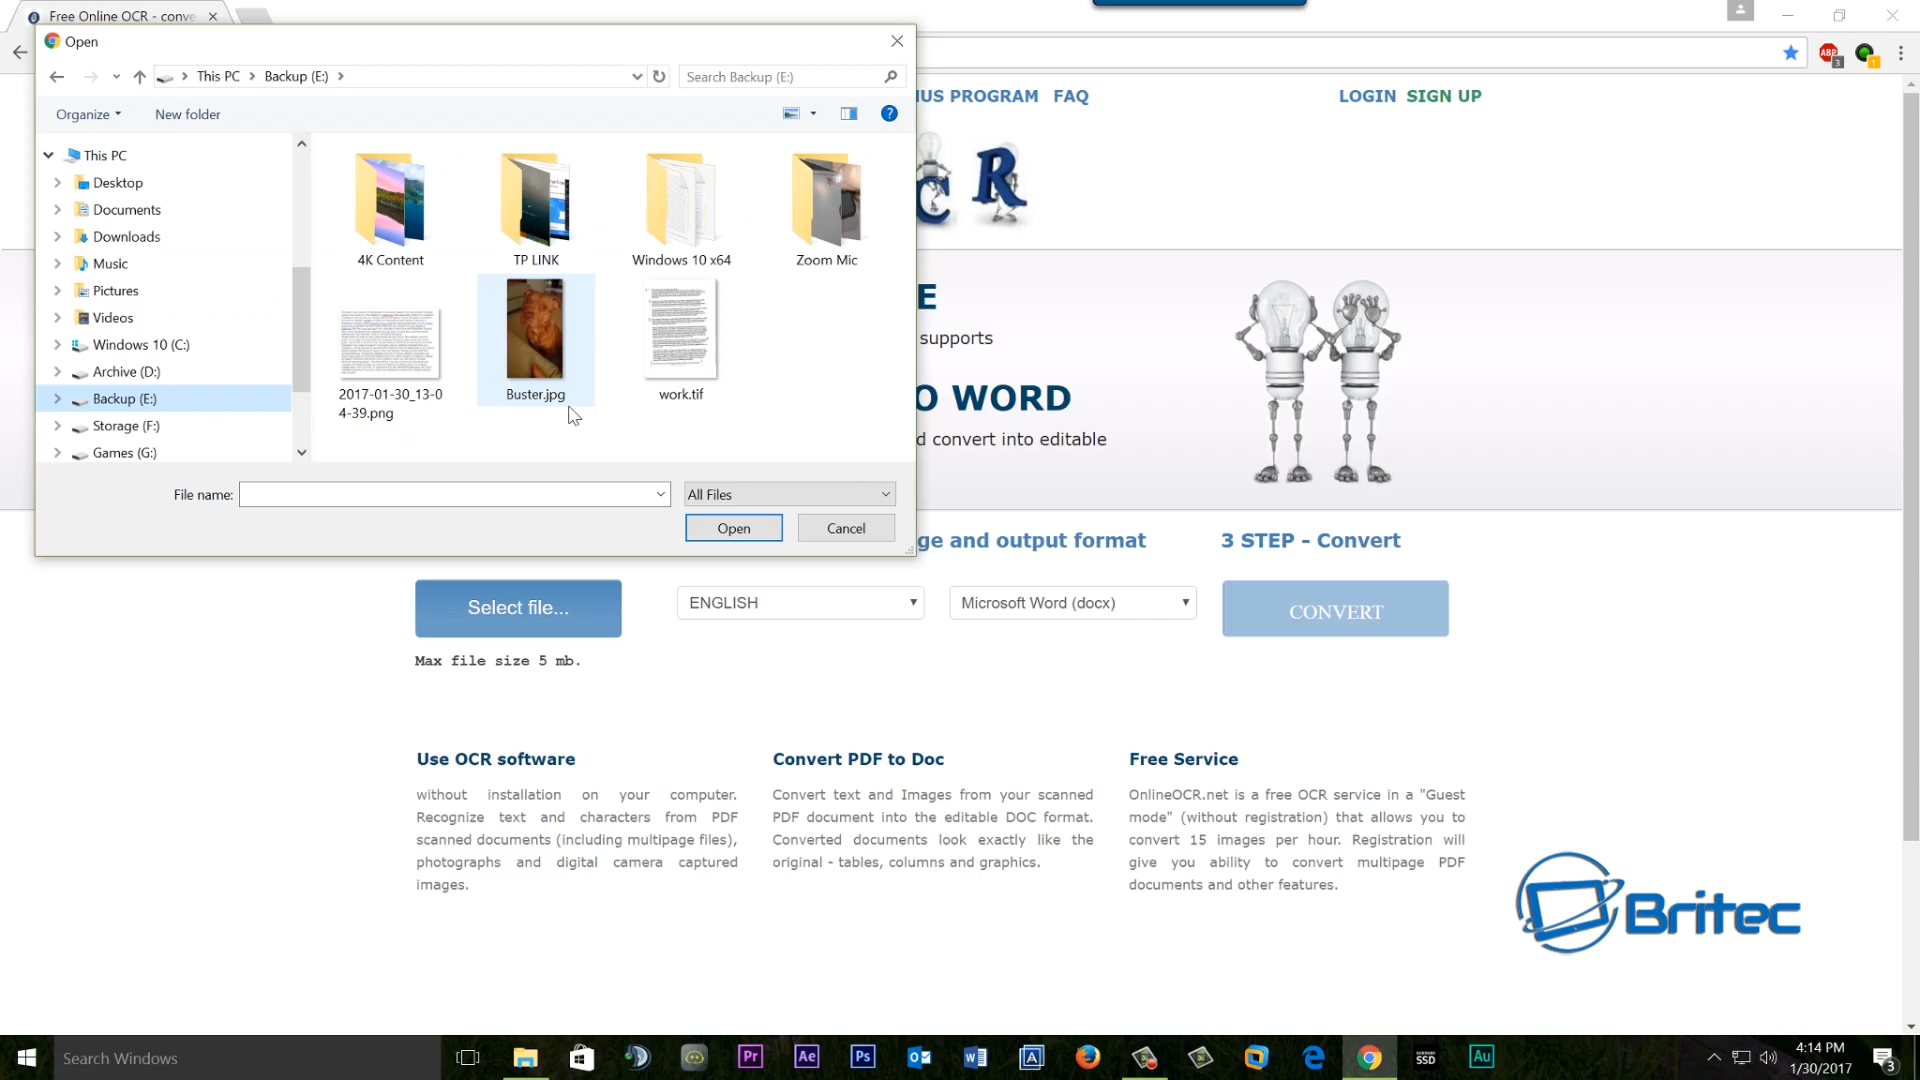 Free Online OCR - conve
Open
This PC
Backup (E:)
Search Backup (E:)
Organize
New folder
This PC
Desktop
Documents
Downloads
Music
Pictures
Videos
Windows 10 (C:)
Archive (D:)
Backup (E:)
Storage (F:)
Games (G:)
4K Content
TP LINK
Windows 10 x64
Zoom Mic
2017-01-30_13-0
4-39.png
Buster.jpg
work.tif
File name:
All Files
Open
Cancel
ABP
3
1
US PROGRAM FAQ
LOGIN SIGN UP
C R
E
supports
O WORD
d convert into editable
ge and output format
3 STEP - Convert
Select file...
ENGLISH
Microsoft Word (docx)
CONVERT
Max file size 5 mb.
Use OCR software
without installation on your computer.
Recognize text and characters from PDF
scanned documents (including multipage files),
photographs and digital camera captured
images.
Convert PDF to Doc
Convert text and Images from your scanned
PDF document into the editable DOC format.
Converted documents look exactly like the
original - tables, columns and graphics.
Free Service
OnlineOCR.net is a free OCR service in a "Guest
mode" (without registration) that allows you to
convert 15 images per hour. Registration will
give you ability to convert multipage PDF
documents and other features.
Britec
Search Windows
Pr
Ae
Ps
SSD
Au
4:14 PM
1/30/2017
3